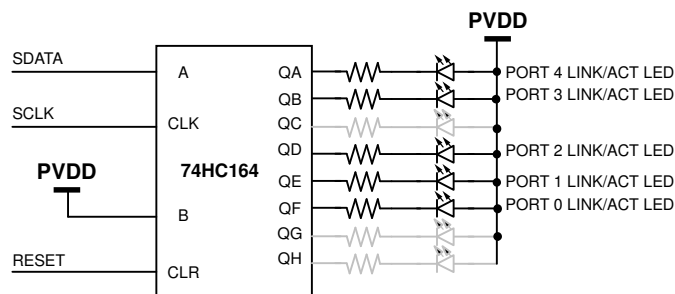 PVDD
SDATA
A
QA
PORT 4 LINK/ACT LED
QB
PORT 3 LINK/ACT LED
SCLK
CLK
QC
QD
PORT 2 LINK/ACT LED
74HC164
PVDD
QE
PORT 1 LINK/ACT LED
B
QF
PORT 0 LINK/ACT LED
QG
RESET
CLR
QH